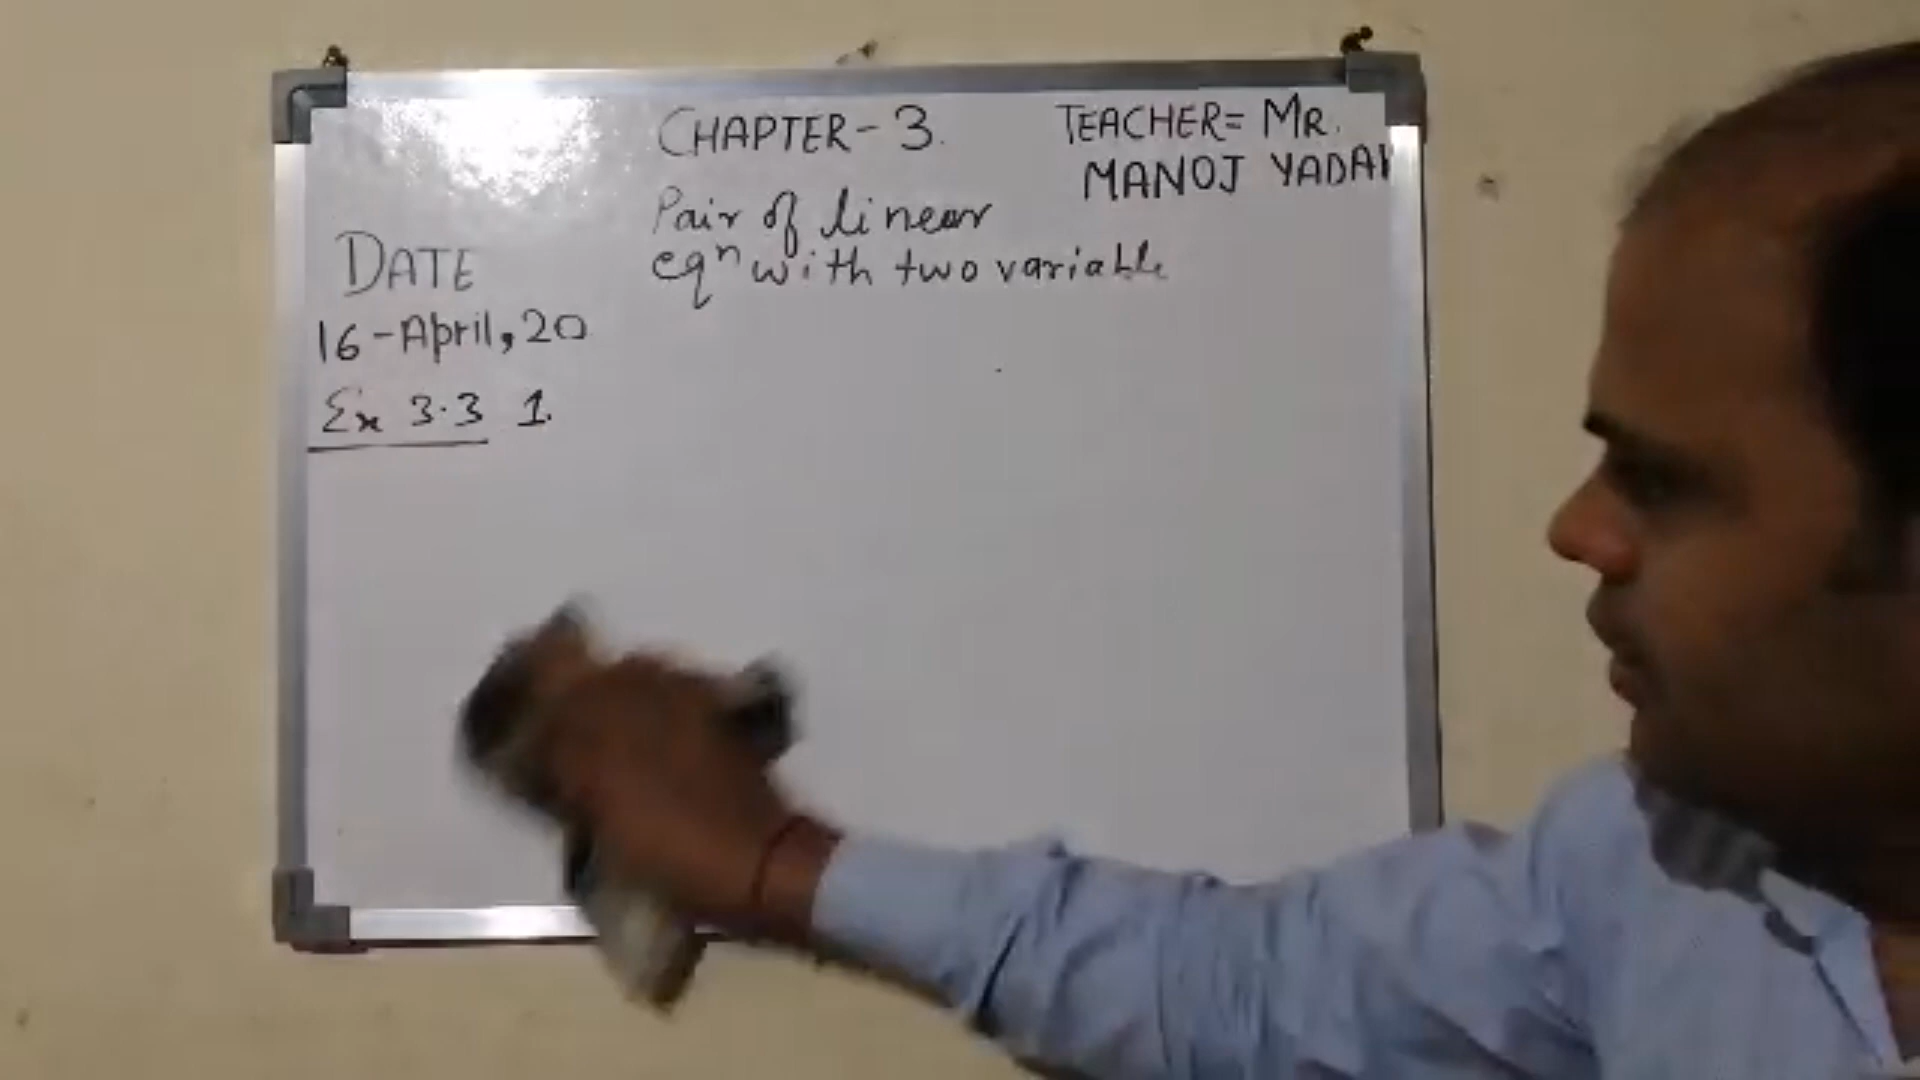 CHAPTER-3.
TEACHER= MR.
MANOJ YADAV
Pair of linear
eqn with two variable
DATE
16-April, 20
Ex 3.3 1.